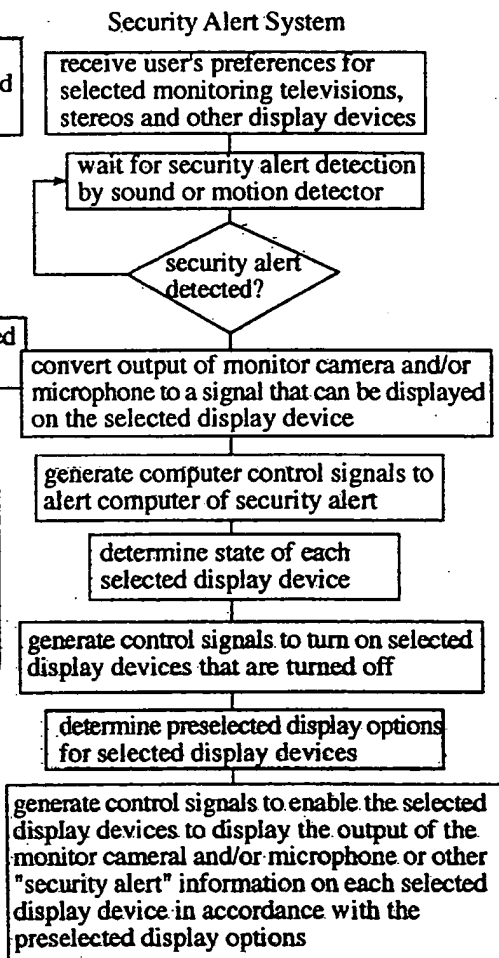 Security Alert System
d
receive user's preferences for
selected monitoring televisions,
stereos and other display devices
wait for security alert detection
by sound or motion detector
security alert
detected?
ed
convert output of monitor camera and/or
microphone to a signal that can be displayed
on the selected display device
generate computer control signals to
alert computer of security alert
determine state of each
selected display device
generate control signals to turn on selected
display devices that are turned off
determine preselected display options
for selected display devices
generate control signals to enable the selected
display devices to display the output of the
monitor cameral and/or microphone or other
"security alert" information on each selected
display device in accordance with the
preselected display options